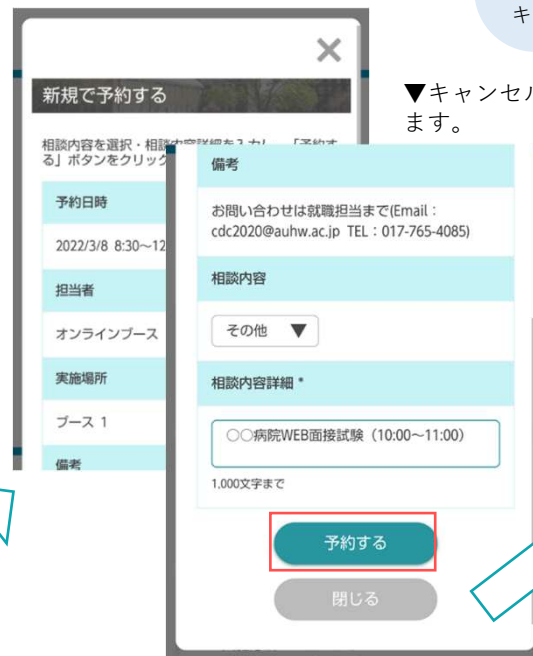 キ
▼キャンセル
ます。
新規で予約する
相談内容を選択・相談内容詳細を入力し、「予約す
る」ボタンをクリック
予約日時
2022/3/8 8:30～12
担当者
オンラインブース
実施場所
ブース 1
備考
備考
お問い合わせは就職担当まで(Email：
cdc2020@auhw.ac.jp TEL：017-765-4085)
相談内容
その他 ▼
相談内容詳細 *
○○病院WEB面接試験（10:00～11:00）
1,000文字まで
予約する
閉じる